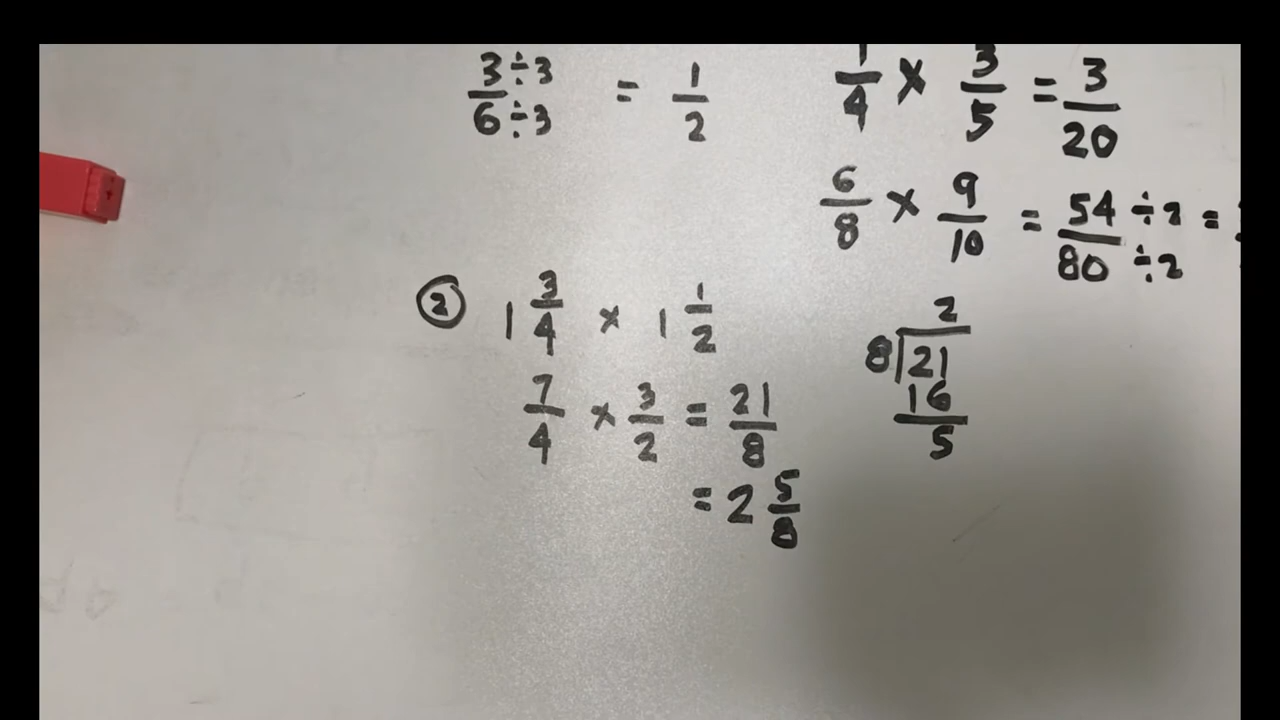 3÷3/6÷3 = 1/2
1/4 × 3/5 = 3/20
6/8 × 9/10 = 54÷2/80÷2 =
② 1 3/4 × 1 1/2
7/4 × 3/2 = 21/8
= 2 5/8
2
8)21
16
5